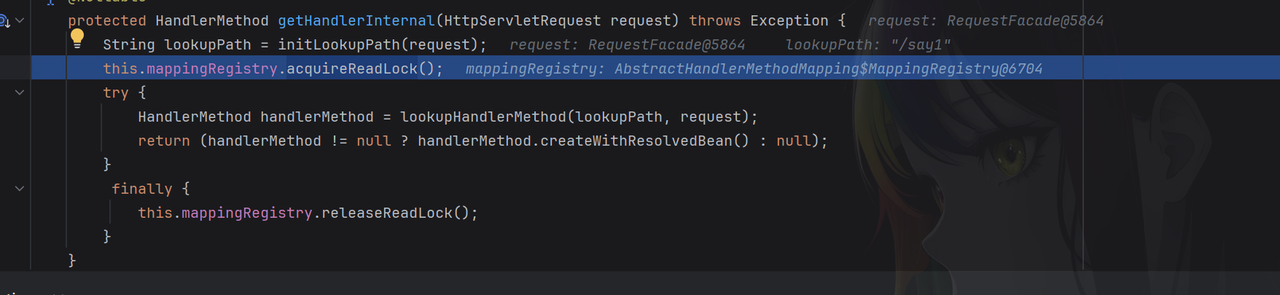 @Nullable
protected HandlerMethod getHandlerInternal(HttpServletRequest request) throws Exception {   request: RequestFacade@5864
String lookupPath = initLookupPath(request);   request: RequestFacade@5864   lookupPath: "/say1"
this.mappingRegistry.acquireReadLock();   mappingRegistry: AbstractHandlerMethodMapping$MappingRegistry@6704
try {
HandlerMethod handlerMethod = lookupHandlerMethod(lookupPath, request);
return (handlerMethod != null ? handlerMethod.createWithResolvedBean() : null);
}
finally {
this.mappingRegistry.releaseReadLock();
}
}